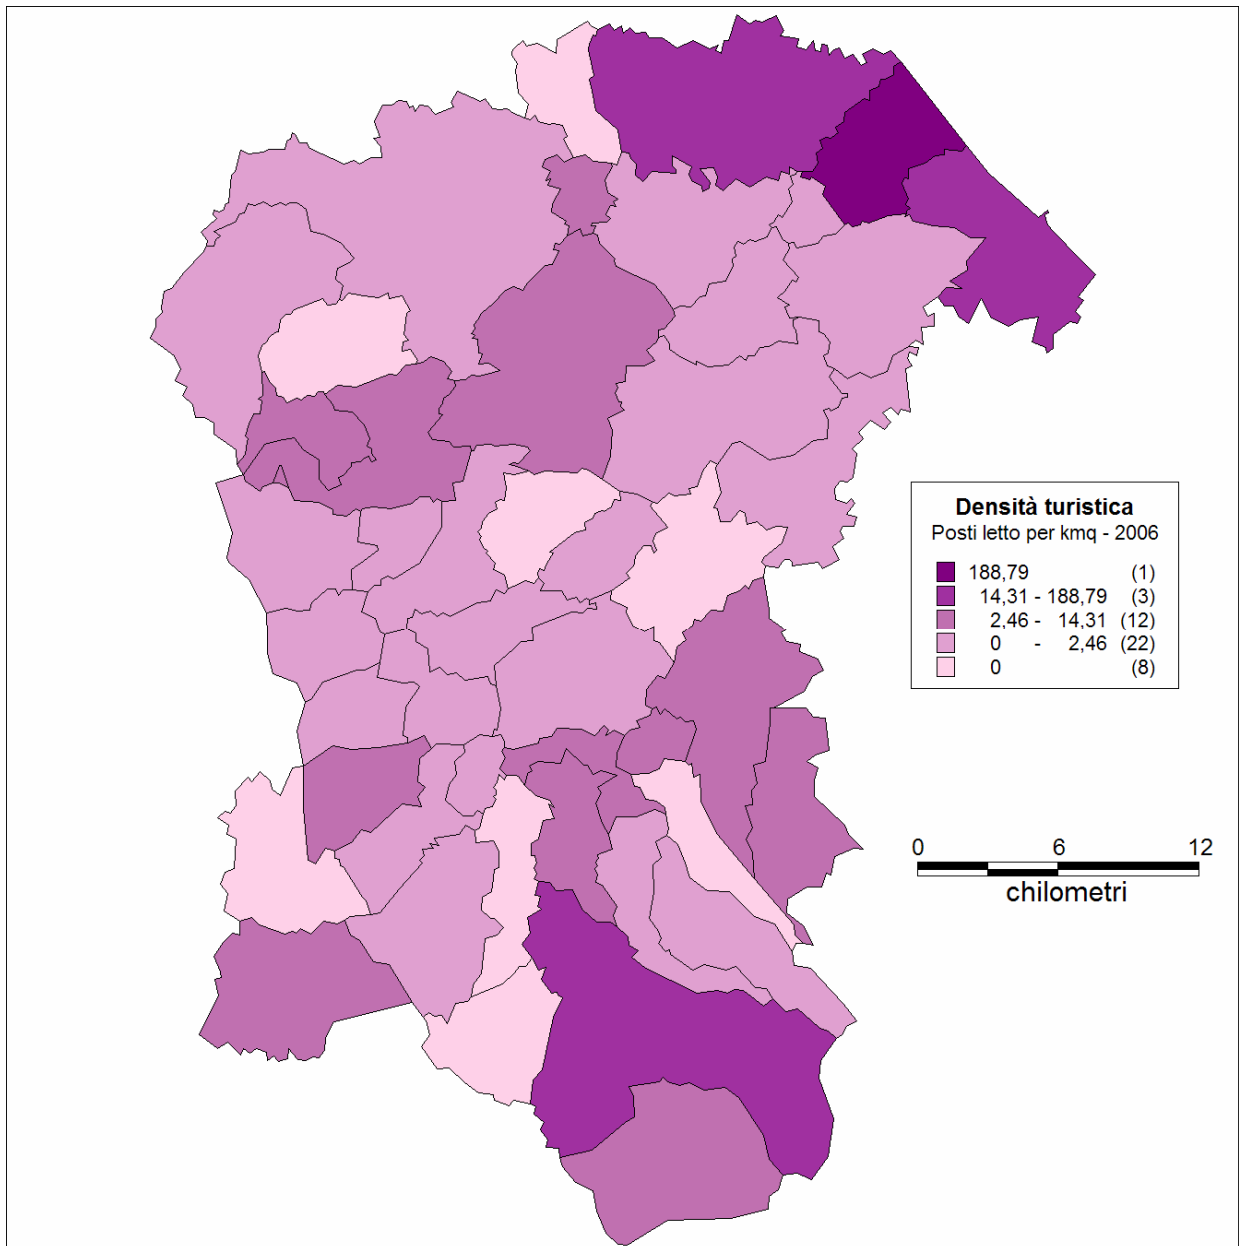 Densità turistica
Posti letto per kmq - 2006
188,79 (1)
14,31 - 188,79 (3)
2,46 - 14,31 (12)
0 - 2,46 (22)
0 (8)
0 6 12
chilometri